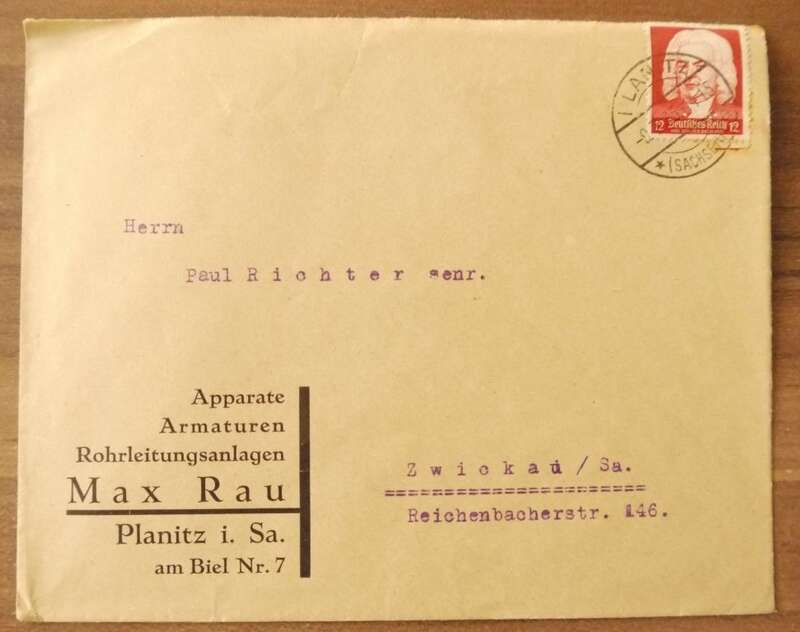 12 Deutsches Reich 12
(SACHSEN)
Herrn
Paul Richter senr.
Apparate
Armaturen
Rohrleitungsanlagen
Max Rau
Planitz i. Sa.
am Biel Nr. 7
Zwickau/Sa.
Reichenbacherstr. 146.